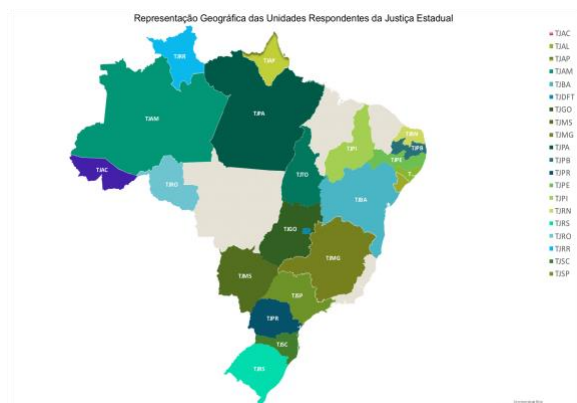 Representação Geográfica das Unidades Respondentes da Justiça Estadual
TJRR
TJAP
TJAM
TJPA
TJRN
TJPB
TJPI
TJPE
TJAC
TJRO
TJTO
TJBA
TJGO
TJMG
TJMS
TJSP
TJPR
TJSC
TJRS
TJAC
TJAL
TJAP
TJAM
TJBA
TJDFT
TJGO
TJMS
TJMG
TJPA
TJPB
TJPR
TJPE
TJPI
TJRN
TJRS
TJRO
TJRR
TJSC
TJSP